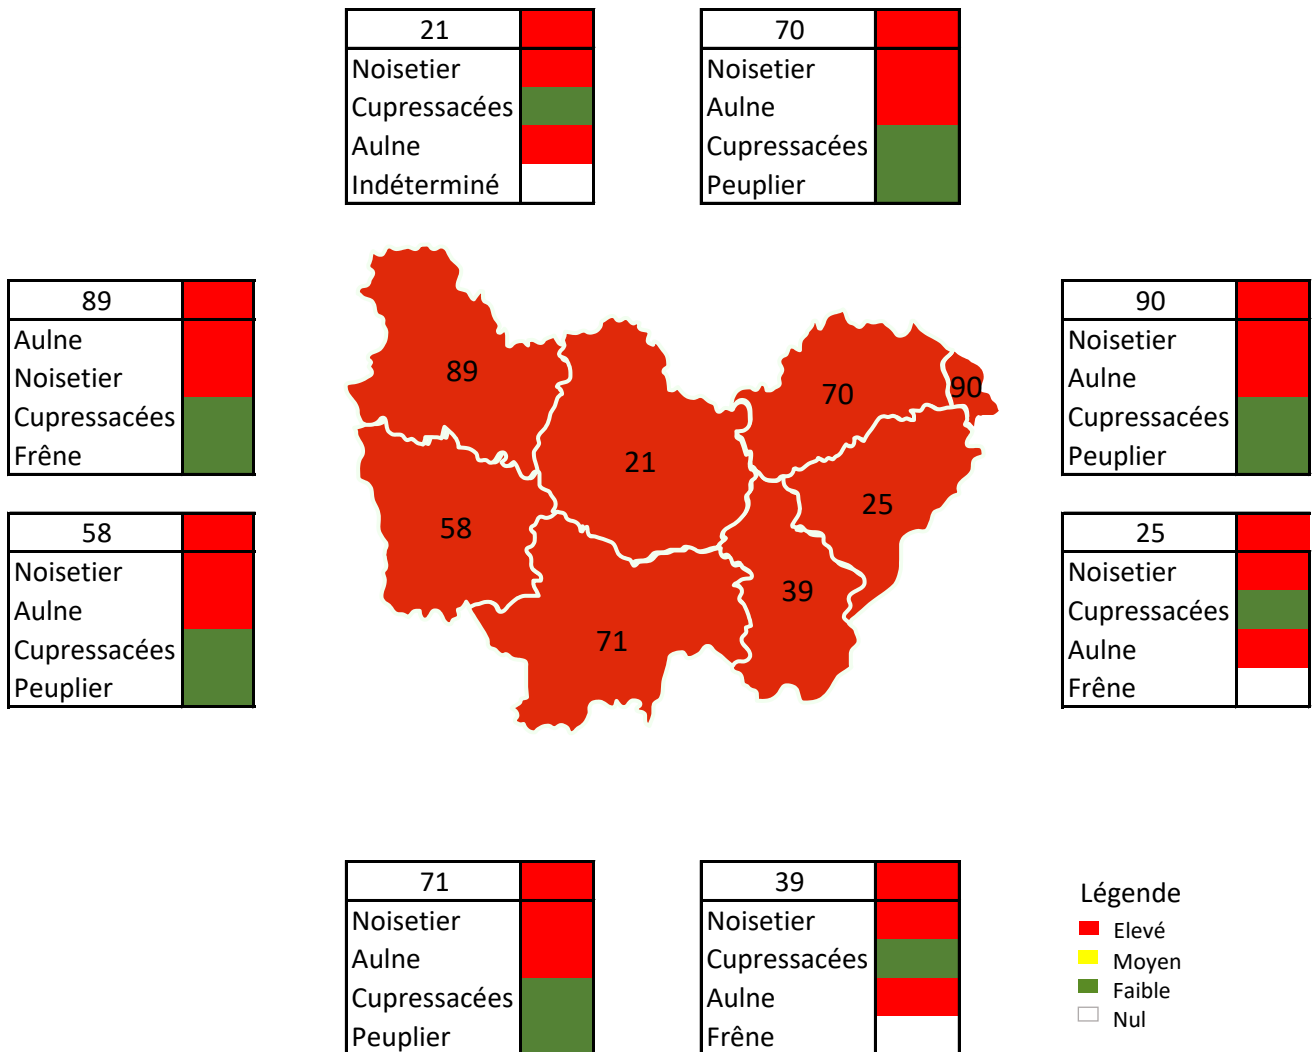 21
Noisetier
Cupressacées
Aulne
Indéterminé
70
Noisetier
Aulne
Cupressacées
Peuplier
89
Aulne
Noisetier
Cupressacées
Frêne
58
Noisetier
Aulne
Cupressacées
Peuplier
89
21
70
90
58
25
39
71
90
Noisetier
Aulne
Cupressacées
Peuplier
25
Noisetier
Cupressacées
Aulne
Frêne
71
Noisetier
Aulne
Cupressacées
Peuplier
39
Noisetier
Cupressacées
Aulne
Frêne
Légende
Elevé
Moyen
Faible
Nul